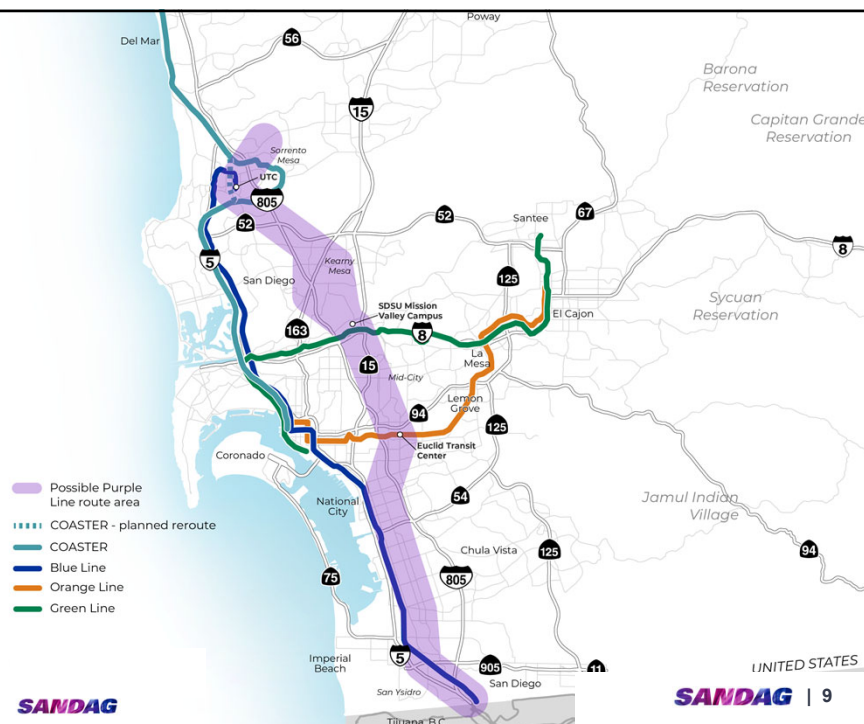 Poway
Del Mar
56
Barona
Reservation
15
Capitan Grande
Reservation
Sorrento
Mesa
UTC
805
52
52
Santee
67
5
8
Kearny
Mesa
San Diego
125
Sycuan
Reservation
SDSU Mission
Valley Campus
El Cajon
163
8
La
Mesa
15
Mid-City
94
Lemon
Grove
125
Euclid Transit
Center
Coronado
Possible Purple
Line route area
COASTER - planned reroute
COASTER
Blue Line
Orange Line
Green Line
National
City
54
Jamul Indian
Village
Chula Vista
125
94
75
805
Imperial
Beach
5
905
11
UNITED STATES
San Ysidro
San Diego
SANDAG
SANDAG | 9
Tijuana, B.C.